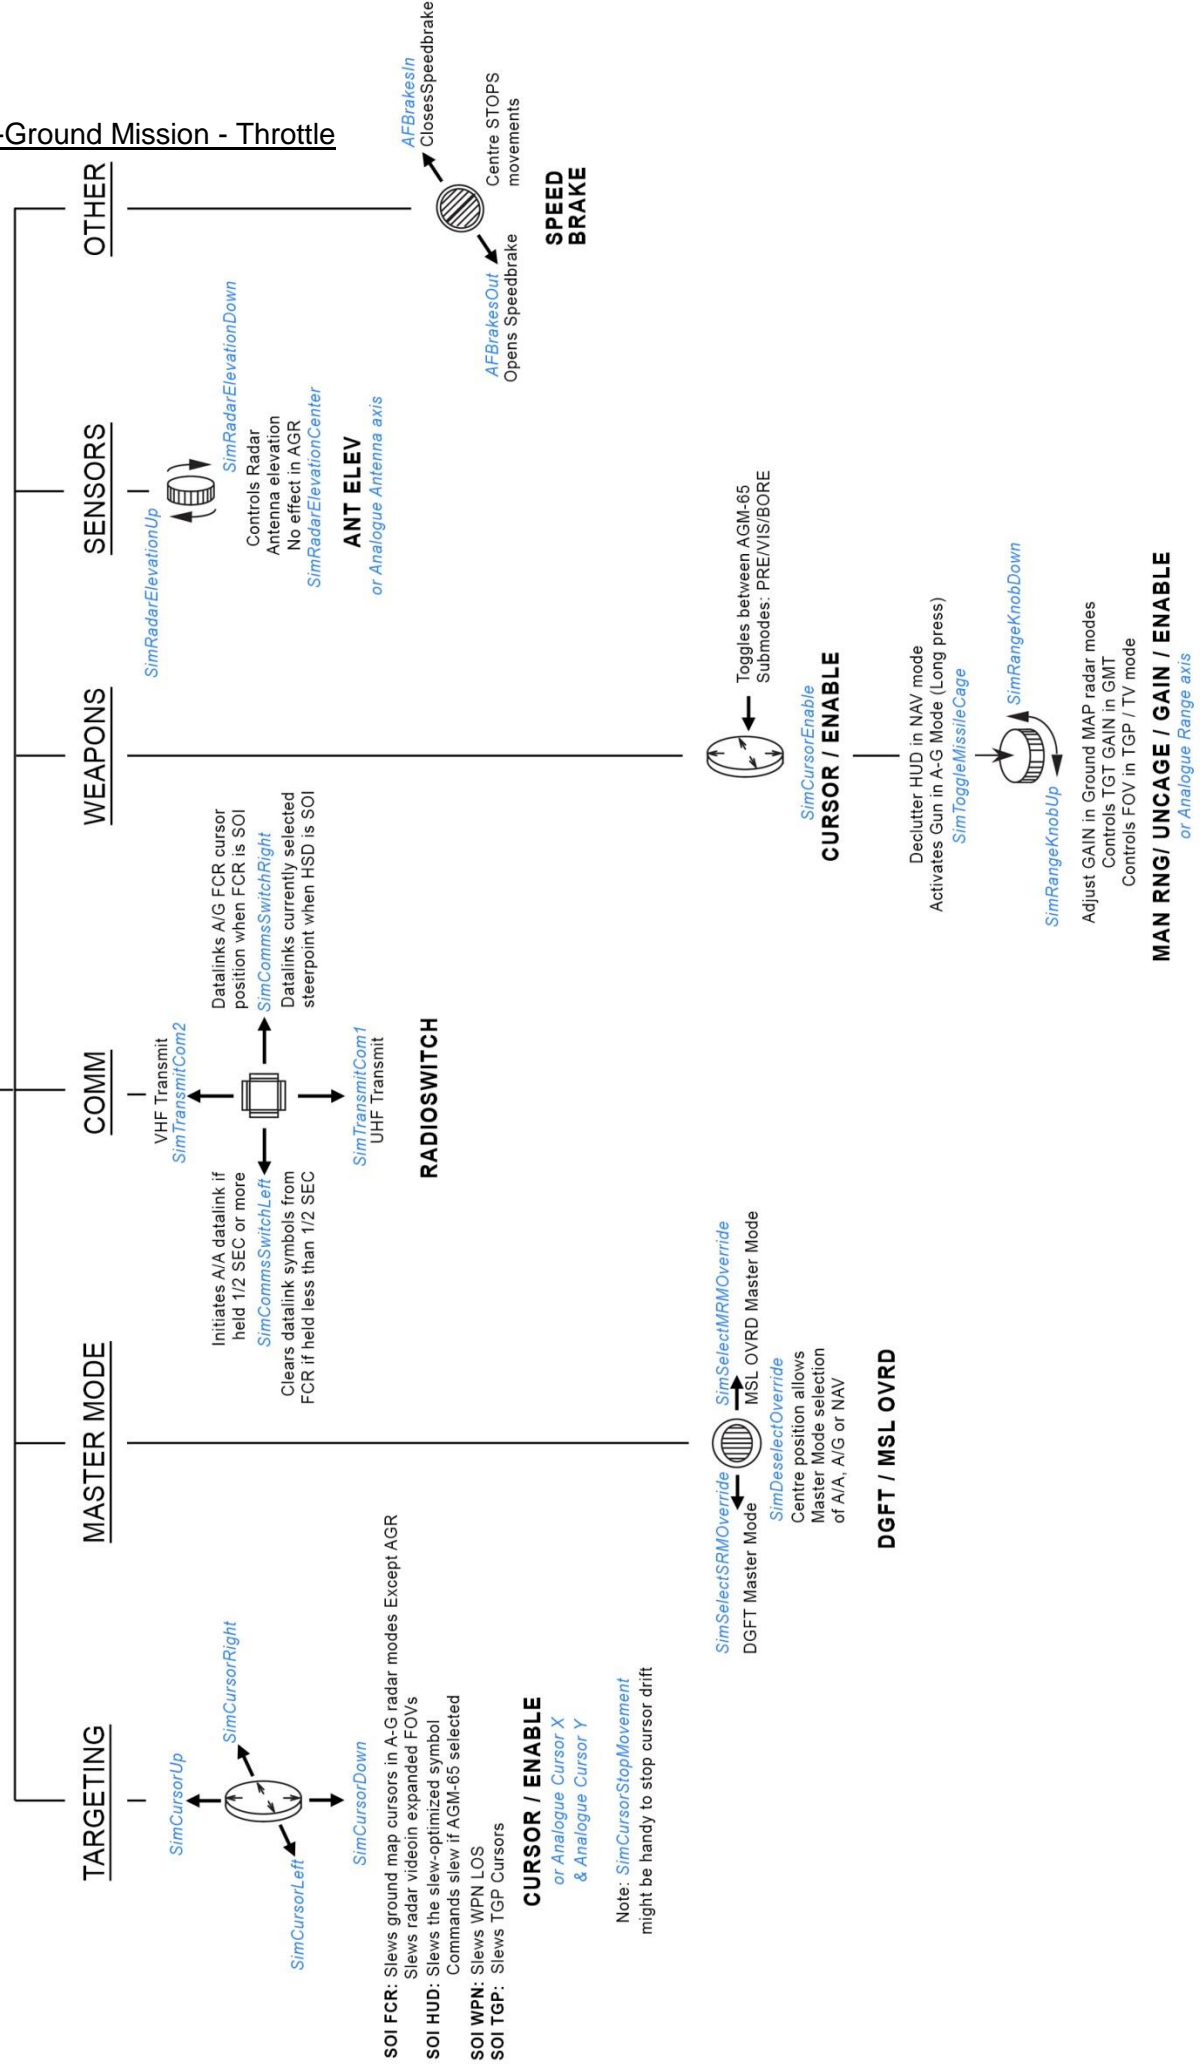 -Ground Mission - Throttle
TARGETING
SimCursorUp
SimCursorRight
SimCursorLeft
SimCursorDown
SOI FCR: Slews ground map cursors in A-G radar modes Except AGR
Slews radar videoin expanded FOVs
SOI HUD: Slews the slew-optimized symbol
Commands slew if AGM-65 selected
SOI WPN: Slews WPN LOS
SOI TGP: Slews TGP Cursors
CURSOR / ENABLE
or Analogue Cursor X
& Analogue Cursor Y
Note: SimCursorStopMovement
might be handy to stop cursor drift
MASTER MODE
SimSelectSRMOverride
DGFT Master Mode
SimSelectMRMOverride
MSL OVRD Master Mode
SimDeselectOverride
Centre position allows
Master Mode selection
of A/A, A/G or NAV
DGFT / MSL OVRD
COMM
VHF Transmit
SimTransmitCom2
Initiates A/A datalink if
held 1/2 SEC or more
SimCommsSwitchLeft
Clears datalink symbols from
FCR if held less than 1/2 SEC
Datalinks A/G FCR cursor
position when FCR is SOI
SimCommsSwitchRight
Datalinks currently selected
steerpoint when HSD is SOI
SimTransmitCom1
UHF Transmit
RADIOSWITCH
WEAPONS
Toggles between AGM-65
Submodes: PRE/VIS/BORE
SimCursorEnable
CURSOR / ENABLE
Declutter HUD in NAV mode
Activates Gun in A-G Mode (Long press)
SimToggleMissileCage
SimRangeKnobUp
SimRangeKnobDown
Adjust GAIN in Ground MAP radar modes
Controls TGT GAIN in GMT
Controls FOV in TGP / TV mode
MAN RNG/ UNCAGE / GAIN / ENABLE
or Analogue Range axis
SENSORS
SimRadarElevationUp
SimRadarElevationDown
Controls Radar
Antenna elevation
No effect in AGR
SimRadarElevationCenter
ANT ELEV
or Analogue Antenna axis
OTHER
AFBrakesIn
ClosesSpeedbrake
Centre STOPS
movements
AFBrakesOut
Opens Speedbrake
SPEED
BRAKE